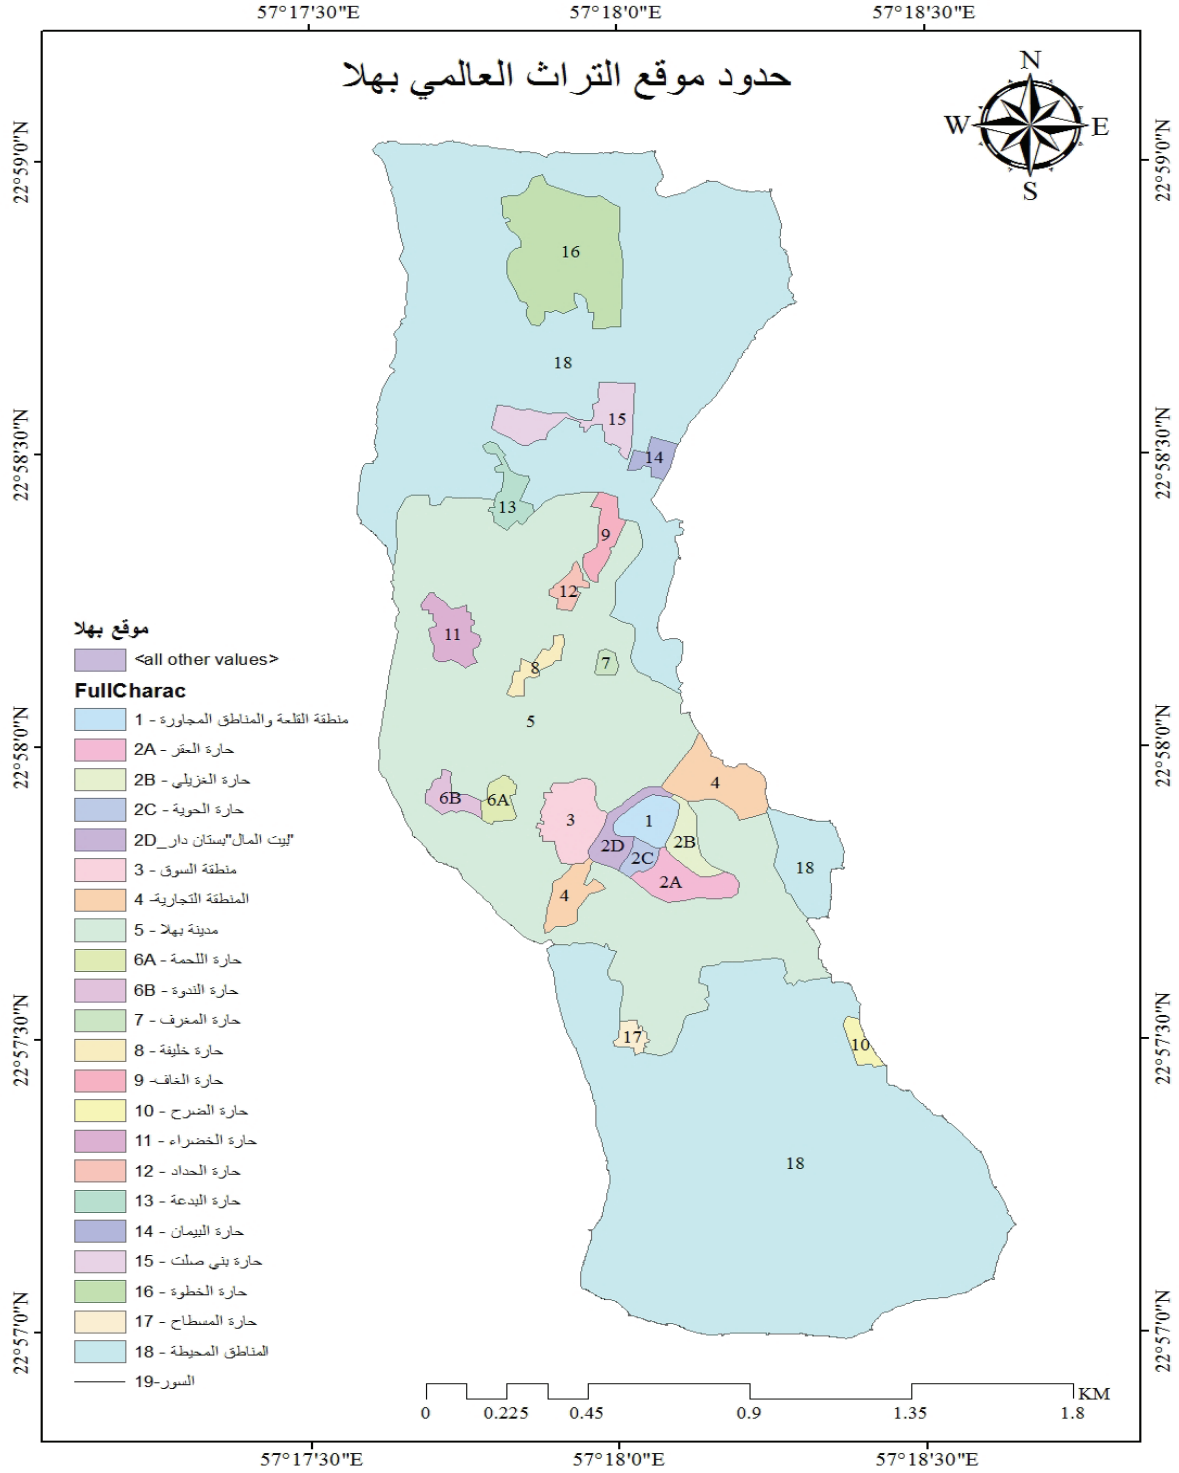 57°17'30"E 57°18'0"E 57°18'30"E
حدود موقع التراث العالمي بهلا
N
W E
S
22°59'0"N 22°59'0"N
16
18
15
22°58'30"N 22°58'30"N
14
13
9
12
11
8
7
5
22°58'0"N 22°58'0"N
4
6B
6A
3
1
2B
2D
2C
2A
18
4
22°57'30"N 22°57'30"N
17
10
18
22°57'0"N 22°57'0"N
موقع بهلا
<all other values>
FullCharac
منطقة القلعة والمناطق المجاورة - 1
حارة العقر - 2A
حارة الغزيلي - 2B
حارة الحوية - 2C
بيت المال"بستان دار_2D"
منطقة السوق - 3
المنطقة التجارية- 4
مدينة بهلا - 5
حارة اللحمة - 6A
حارة الندوة - 6B
حارة المغرف - 7
حارة خليفة - 8
حارة الغاف- 9
حارة الضرح - 10
حارة الخضراء - 11
حارة الحداد - 12
حارة البدعة - 13
حارة البيمان - 14
حارة بني صلت - 15
حارة الخطوة - 16
حارة المسطاح - 17
المناطق المحيطة - 18
السور-19
KM
0 0.225 0.45 0.9 1.35 1.8
57°17'30"E 57°18'0"E 57°18'30"E